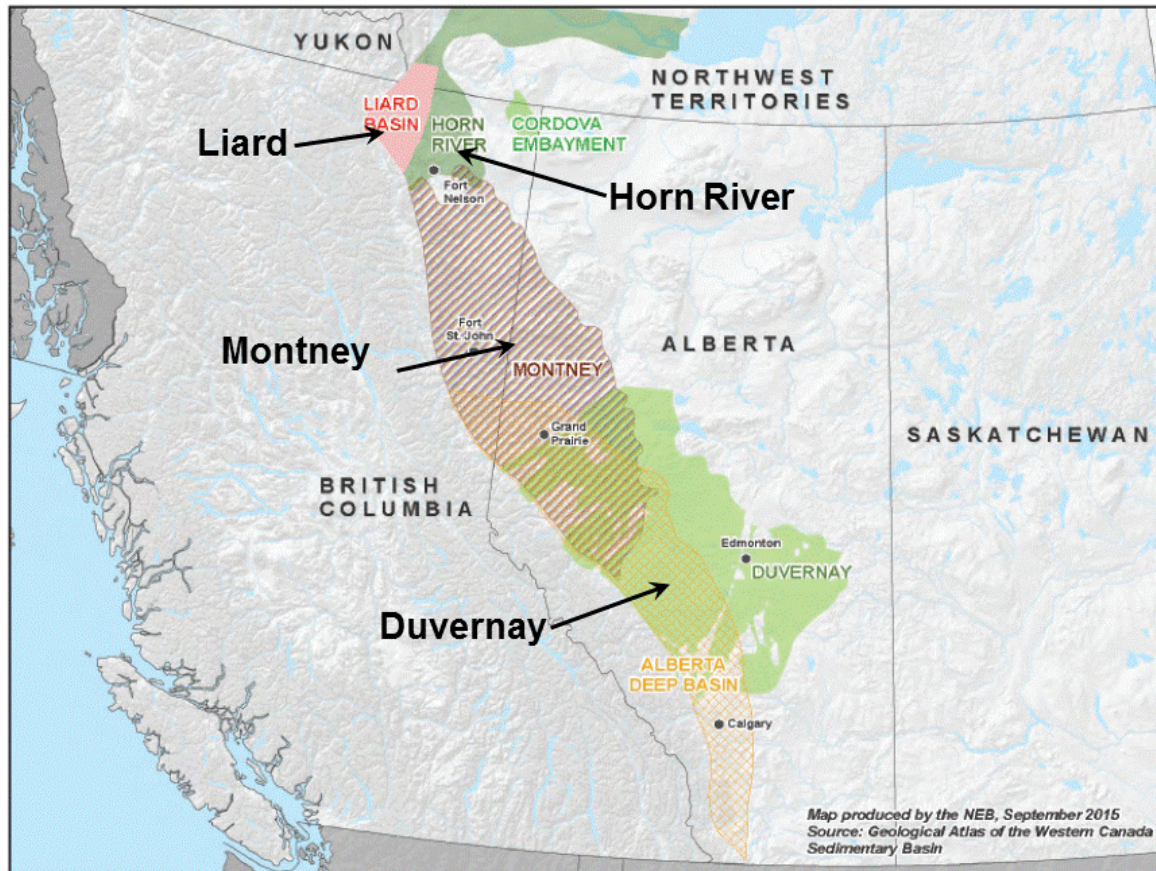 YUKON
NORTHWEST
TERRITORIES
LIARD
BASIN
Liard
HORN
RIVER
CORDOVA
EMBAYMENT
Horn River
Fort
Nelson
Fort
St. John
Montney
MONTNEY
ALBERTA
Grand
Prairie
SASKATCHEWAN
BRITISH
COLUMBIA
Edmonton
DUVERNAY
Duvernay
ALBERTA
DEEP BASIN
Calgary
Map produced by the NEB, September 2015
Source: Geological Atlas of the Western Canada
Sedimentary Basin